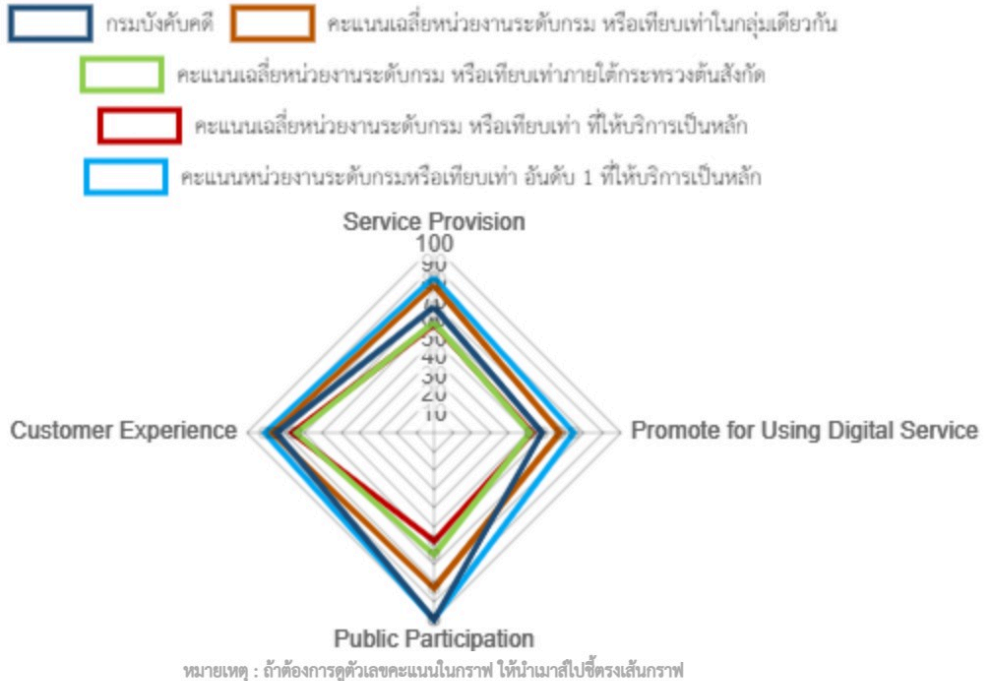 กรมบังคับคดี คะแนนเฉลี่ยหน่วยงานระดับกรม หรือเทียบเท่าในกลุ่มเดียวกัน
คะแนนเฉลี่ยหน่วยงานระดับกรม หรือเทียบเท่าภายใต้กระทรวงต้นสังกัด
คะแนนเฉลี่ยหน่วยงานระดับกรม หรือเทียบเท่า ที่ให้บริการเป็นหลัก
คะแนนหน่วยงานระดับกรมหรือเทียบเท่า อันดับ 1 ที่ให้บริการเป็นหลัก
Service Provision
100
90
50
40
30
20
10
Customer Experience Promote for Using Digital Service
Public Participation
หมายเหตุ : ถ้าต้องการดูตัวเลขคะแนนในกราฟ ให้นำเมาส์ไปชี้ตรงเส้นกราฟ